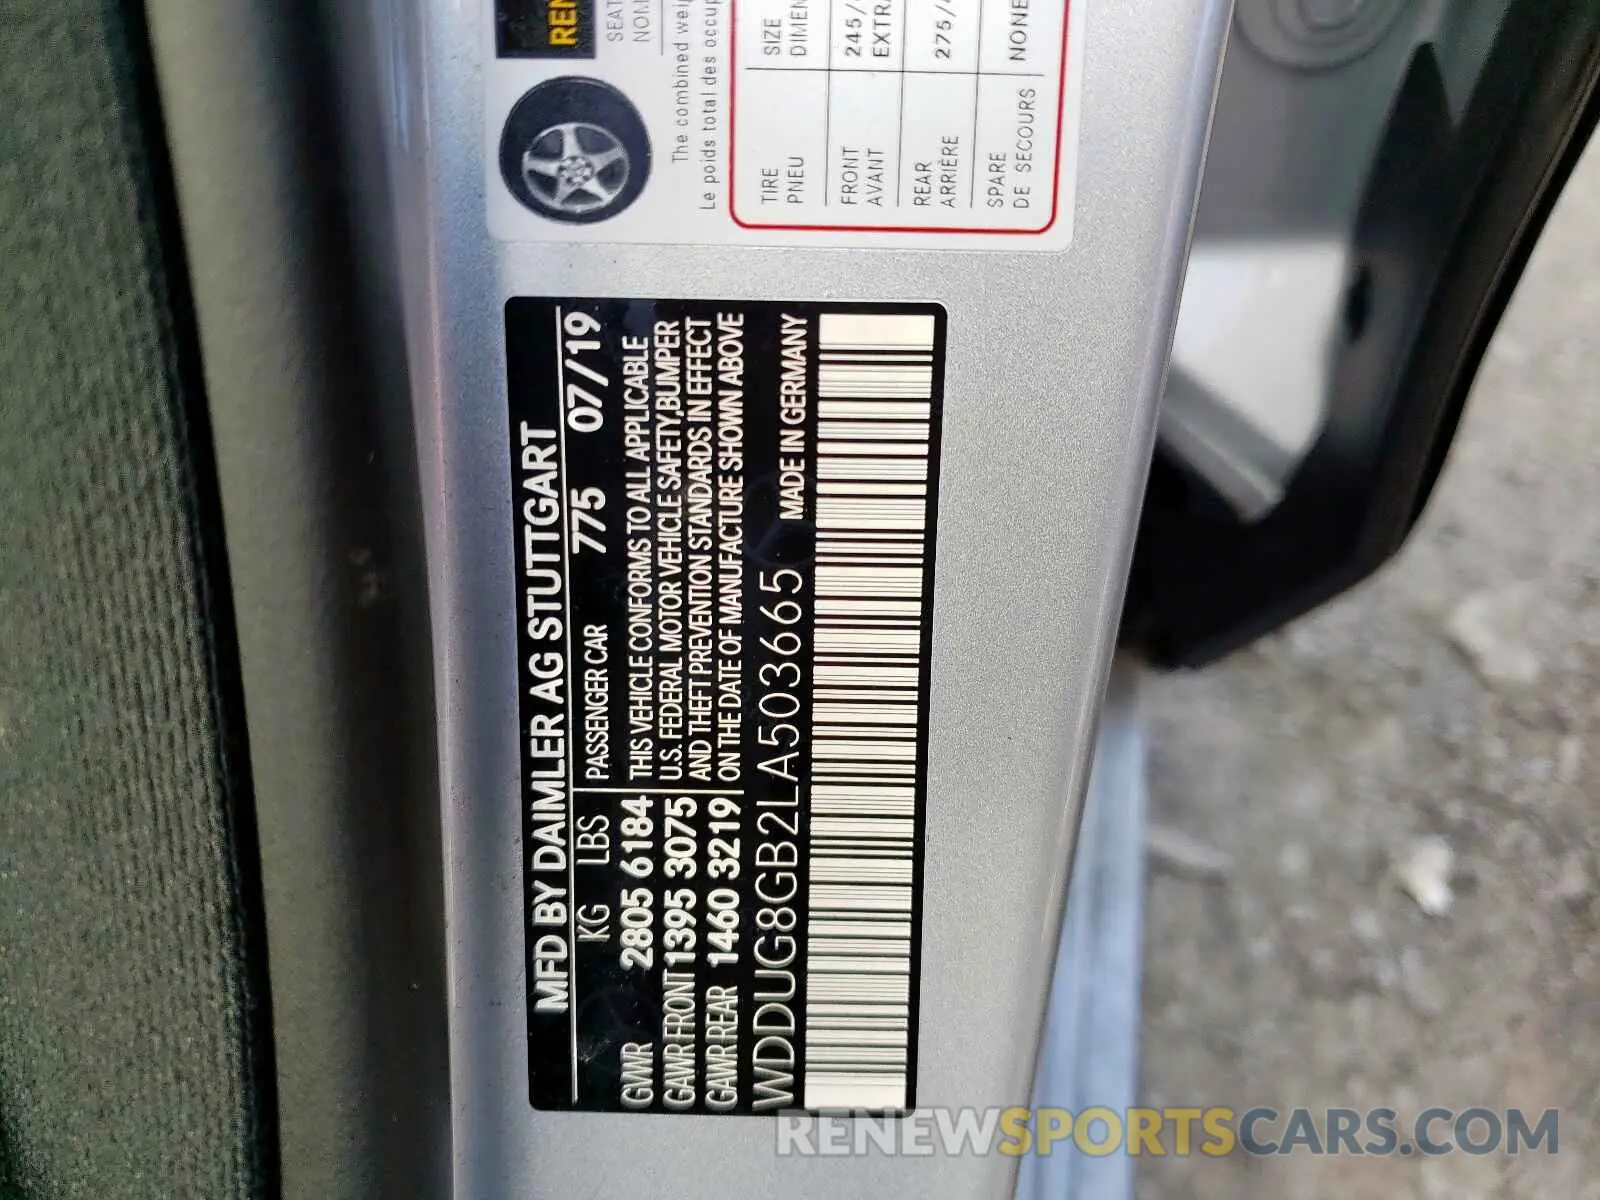 MFD BY DAIMLER AG STUTTGART
KG LBS PASSENGER CAR 775 07/19
GVWR 2805 6184 THIS VEHICLE CONFORMS TO ALL APPLICABLE
GAWR FRONT 1395 3075 U.S. FEDERAL MOTOR VEHICLE SAFETY,BUMPER
GAWR REAR 1460 3219 AND THEFT PREVENTION STANDARDS IN EFFECT
ON THE DATE OF MANUFACTURE SHOWN ABOVE
WDDUG8GB2LA503665 MADE IN GERMANY
The combined
Le poids total des
TIRE SIZE
PNEU
FRONT 245/
AVANT
REAR 275/
ARRIÈRE
SPARE NONE
DE SECOURS
RENEWSPORTSCARS.COM